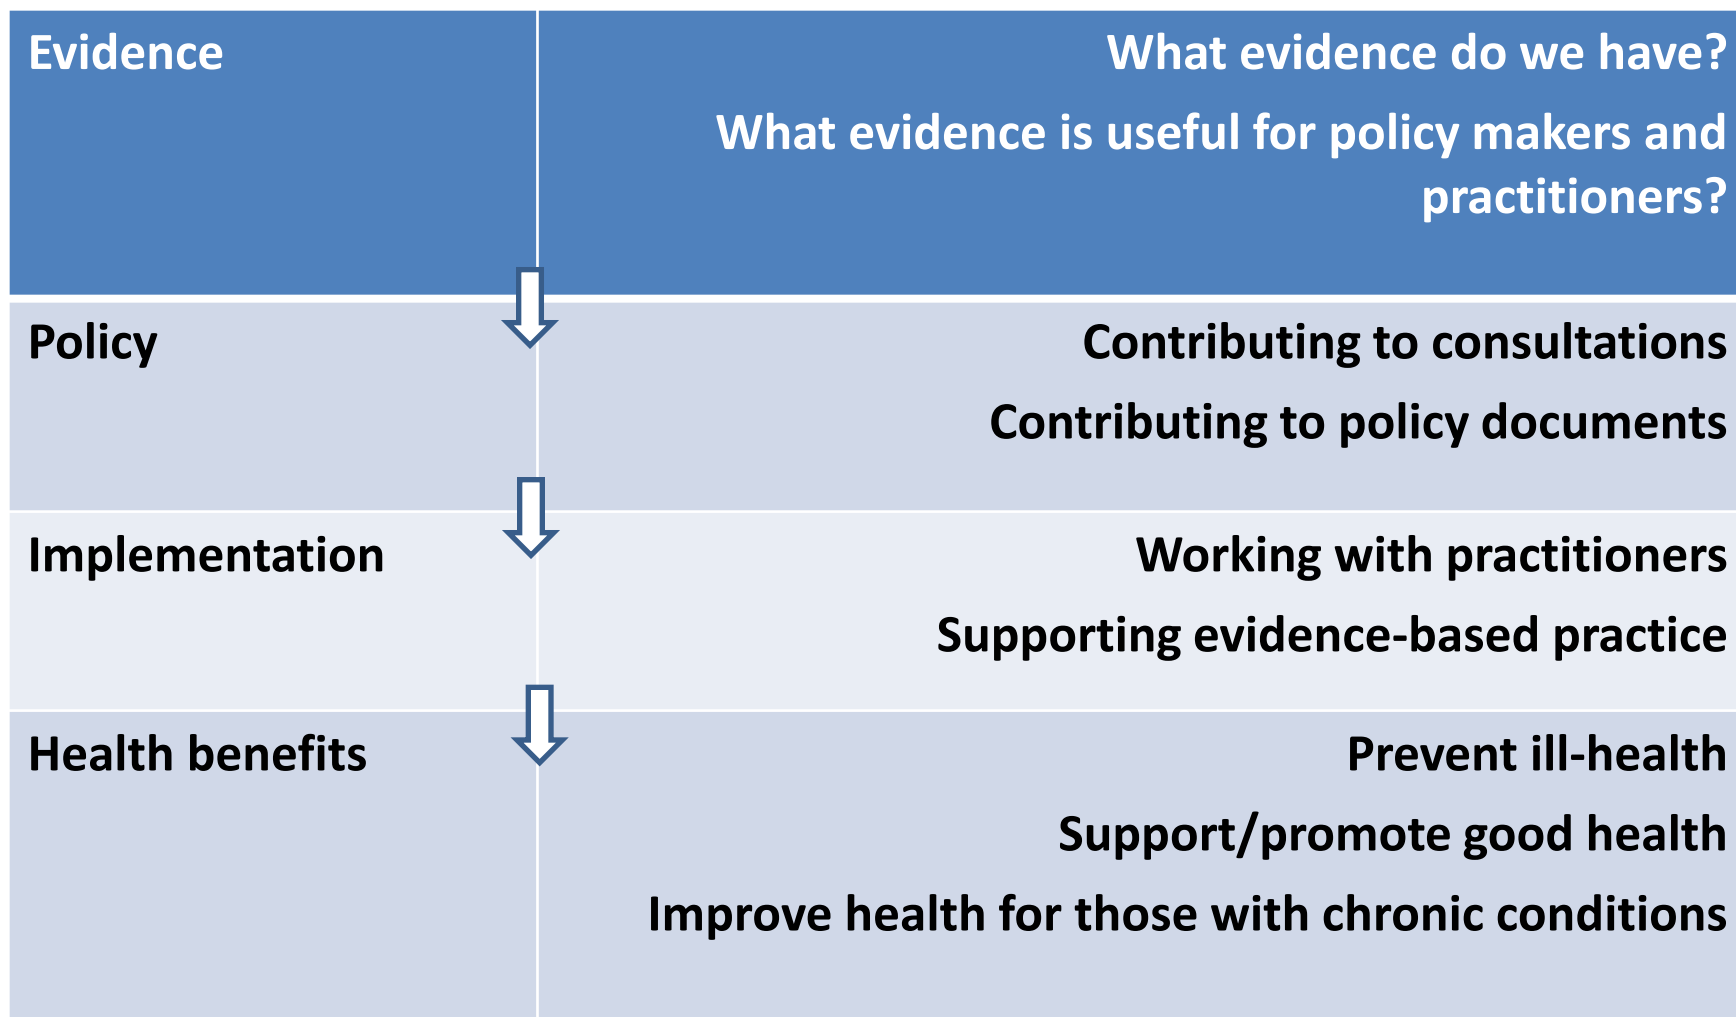 Evidence
What evidence do we have?
What evidence is useful for policy makers and
practitioners?
Policy
Contributing to consultations
Contributing to policy documents
Implementation
Working with practitioners
Supporting evidence-based practice
Health benefits
Prevent ill-health
Support/promote good health
Improve health for those with chronic conditions